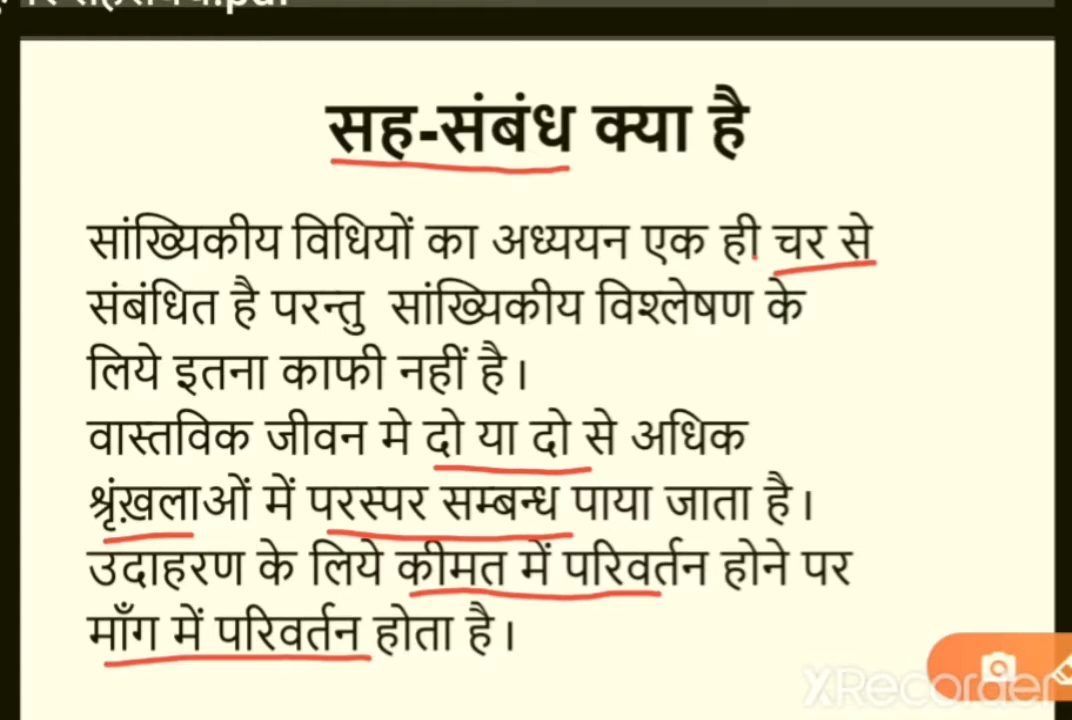 सह-संबंध क्या है
सांख्यिकीय विधियों का अध्ययन एक ही चर से
संबंधित है परन्तु सांख्यिकीय विश्लेषण के
लिये इतना काफी नहीं है।
वास्तविक जीवन मे दो या दो से अधिक
श्रृंख़लाओं में परस्पर सम्बन्ध पाया जाता है।
उदाहरण के लिये कीमत में परिवर्तन होने पर
माँग में परिवर्तन होता है।
XRecorder